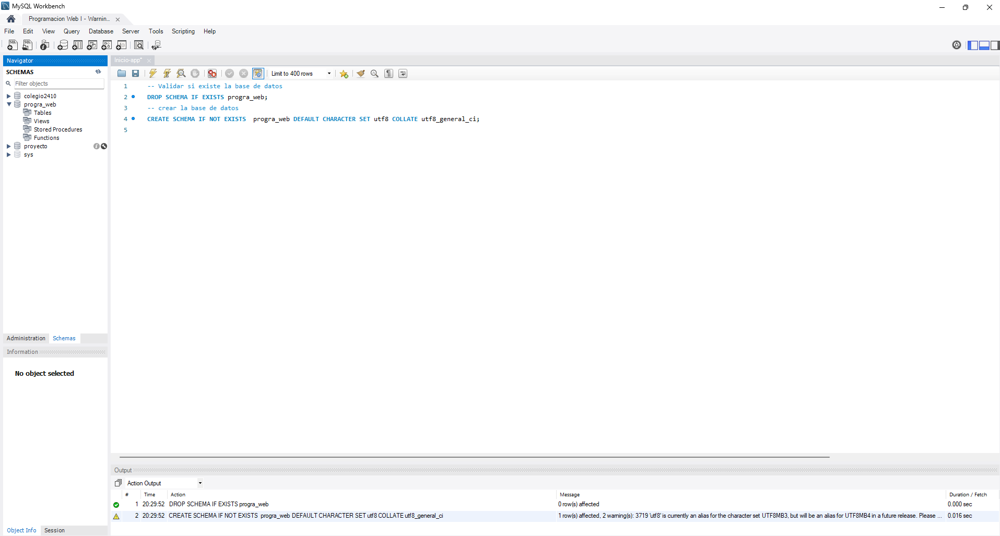 MySQL Workbench
Programacion Web I - Warnin...
File Edit View Query Database Server Tools Scripting Help
Navigator
SCHEMAS
Filter objects
colegio2410
progra_web
Tables
Views
Stored Procedures
Functions
proyecto
sys
Administration Schemas
Information
No object selected
Object Info Session
Inicio-app*
Limit to 400 rows
1 -- Validar si existe la base de datos
2 DROP SCHEMA IF EXISTS progra_web;
3 -- crear la base de datos
4 CREATE SCHEMA IF NOT EXISTS  progra_web DEFAULT CHARACTER SET utf8 COLLATE utf8_general_ci;
5
Output
Action Output
# Time Action Message Duration / Fetch
1 20:29:52 DROP SCHEMA IF EXISTS progra_web 0 row(s) affected 0.000 sec
2 20:29:52 CREATE SCHEMA IF NOT EXISTS  progra_web DEFAULT CHARACTER SET utf8 COLLATE utf8_general_ci 1 row(s) affected, 2 warning(s): 3719 'utf8' is currently an alias for the character set UTF8MB3, but will be an alias for UTF8MB4 in a future release. Please ... 0.016 sec